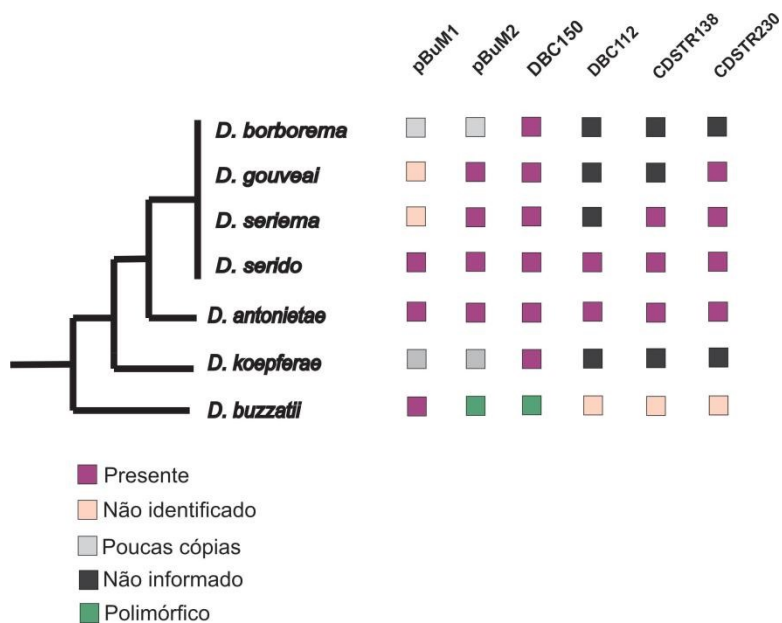 pBuM1 pBuM2 DBC150 DBC112 CDSTR138 CDSTR230
D. borborema
D. gouveai
D. seriema
D. serido
D. antonietae
D. koepferae
D. buzzatii
Presente
Não identificado
Poucas cópias
Não informado
Polimórfico